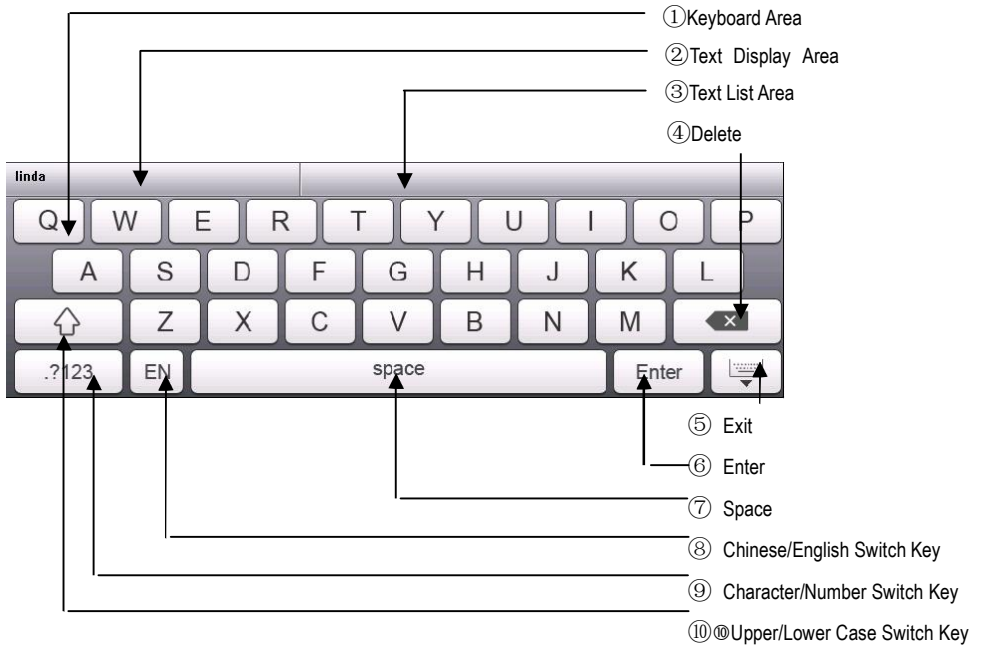 ①Keyboard Area
②Text Display Area
③Text List Area
④Delete
linda
Q W E R T Y U I O P
A S D F G H J K L
Z X C V B N M
.?123 EN space Enter
⑤ Exit
⑥ Enter
⑦ Space
⑧ Chinese/English Switch Key
⑨ Character/Number Switch Key
⑩⑩Upper/Lower Case Switch Key